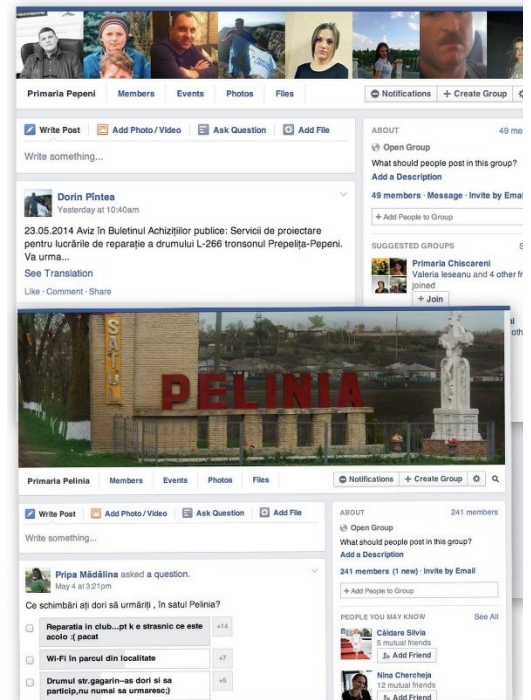 Primaria Pepeni Members Events Photos Files Notifications + Create Group
Write Post Add Photo / Video Ask Question Add File
Write something...
Dorin Pîntea
Yesterday at 10:40am
23.05.2014 Aviz în Buletinul Achizițiilor publice: Servicii de proiectare
pentru lucrările de reparație a drumului L-266 tronsonul Prepelița-Pepeni.
Va urma...
See Translation
Like · Comment · Share
ABOUT 49 me
Open Group
What should people post in this group?
Add a Description
49 members · Message · Invite by Emai
+ Add People to Group
SUGGESTED GROUPS S
Primaria Chiscareni
Valeria Ieseanu and 4 other fr
joined
+ Join
oth
SATUL
PELINIA
Primaria Pelinia Members Events Photos Files Notifications + Create Group
Write Post Add Photo / Video Ask Question Add File
Write something...
Pripa Mădălina asked a question.
May 4 at 3:21pm
Ce schimbări ați dori să urmăriți , în satul Pelinia?
Reparatia in club...pt k e strasnic ce este
acolo :( pacat
+14
Wi-Fi în parcul din localitate
+7
Drumul str.gagarin–as dori si sa
particip,nu numai sa urmaresc;)
+5
ABOUT 241 members
Open Group
What should people post in this group?
Add a Description
241 members (1 new) · Invite by Email
+ Add People to Group
PEOPLE YOU MAY KNOW See All
Căldare Silvia
5 mutual friends
Add Friend
Nina Chercheja
12 mutual friends
Add Friend